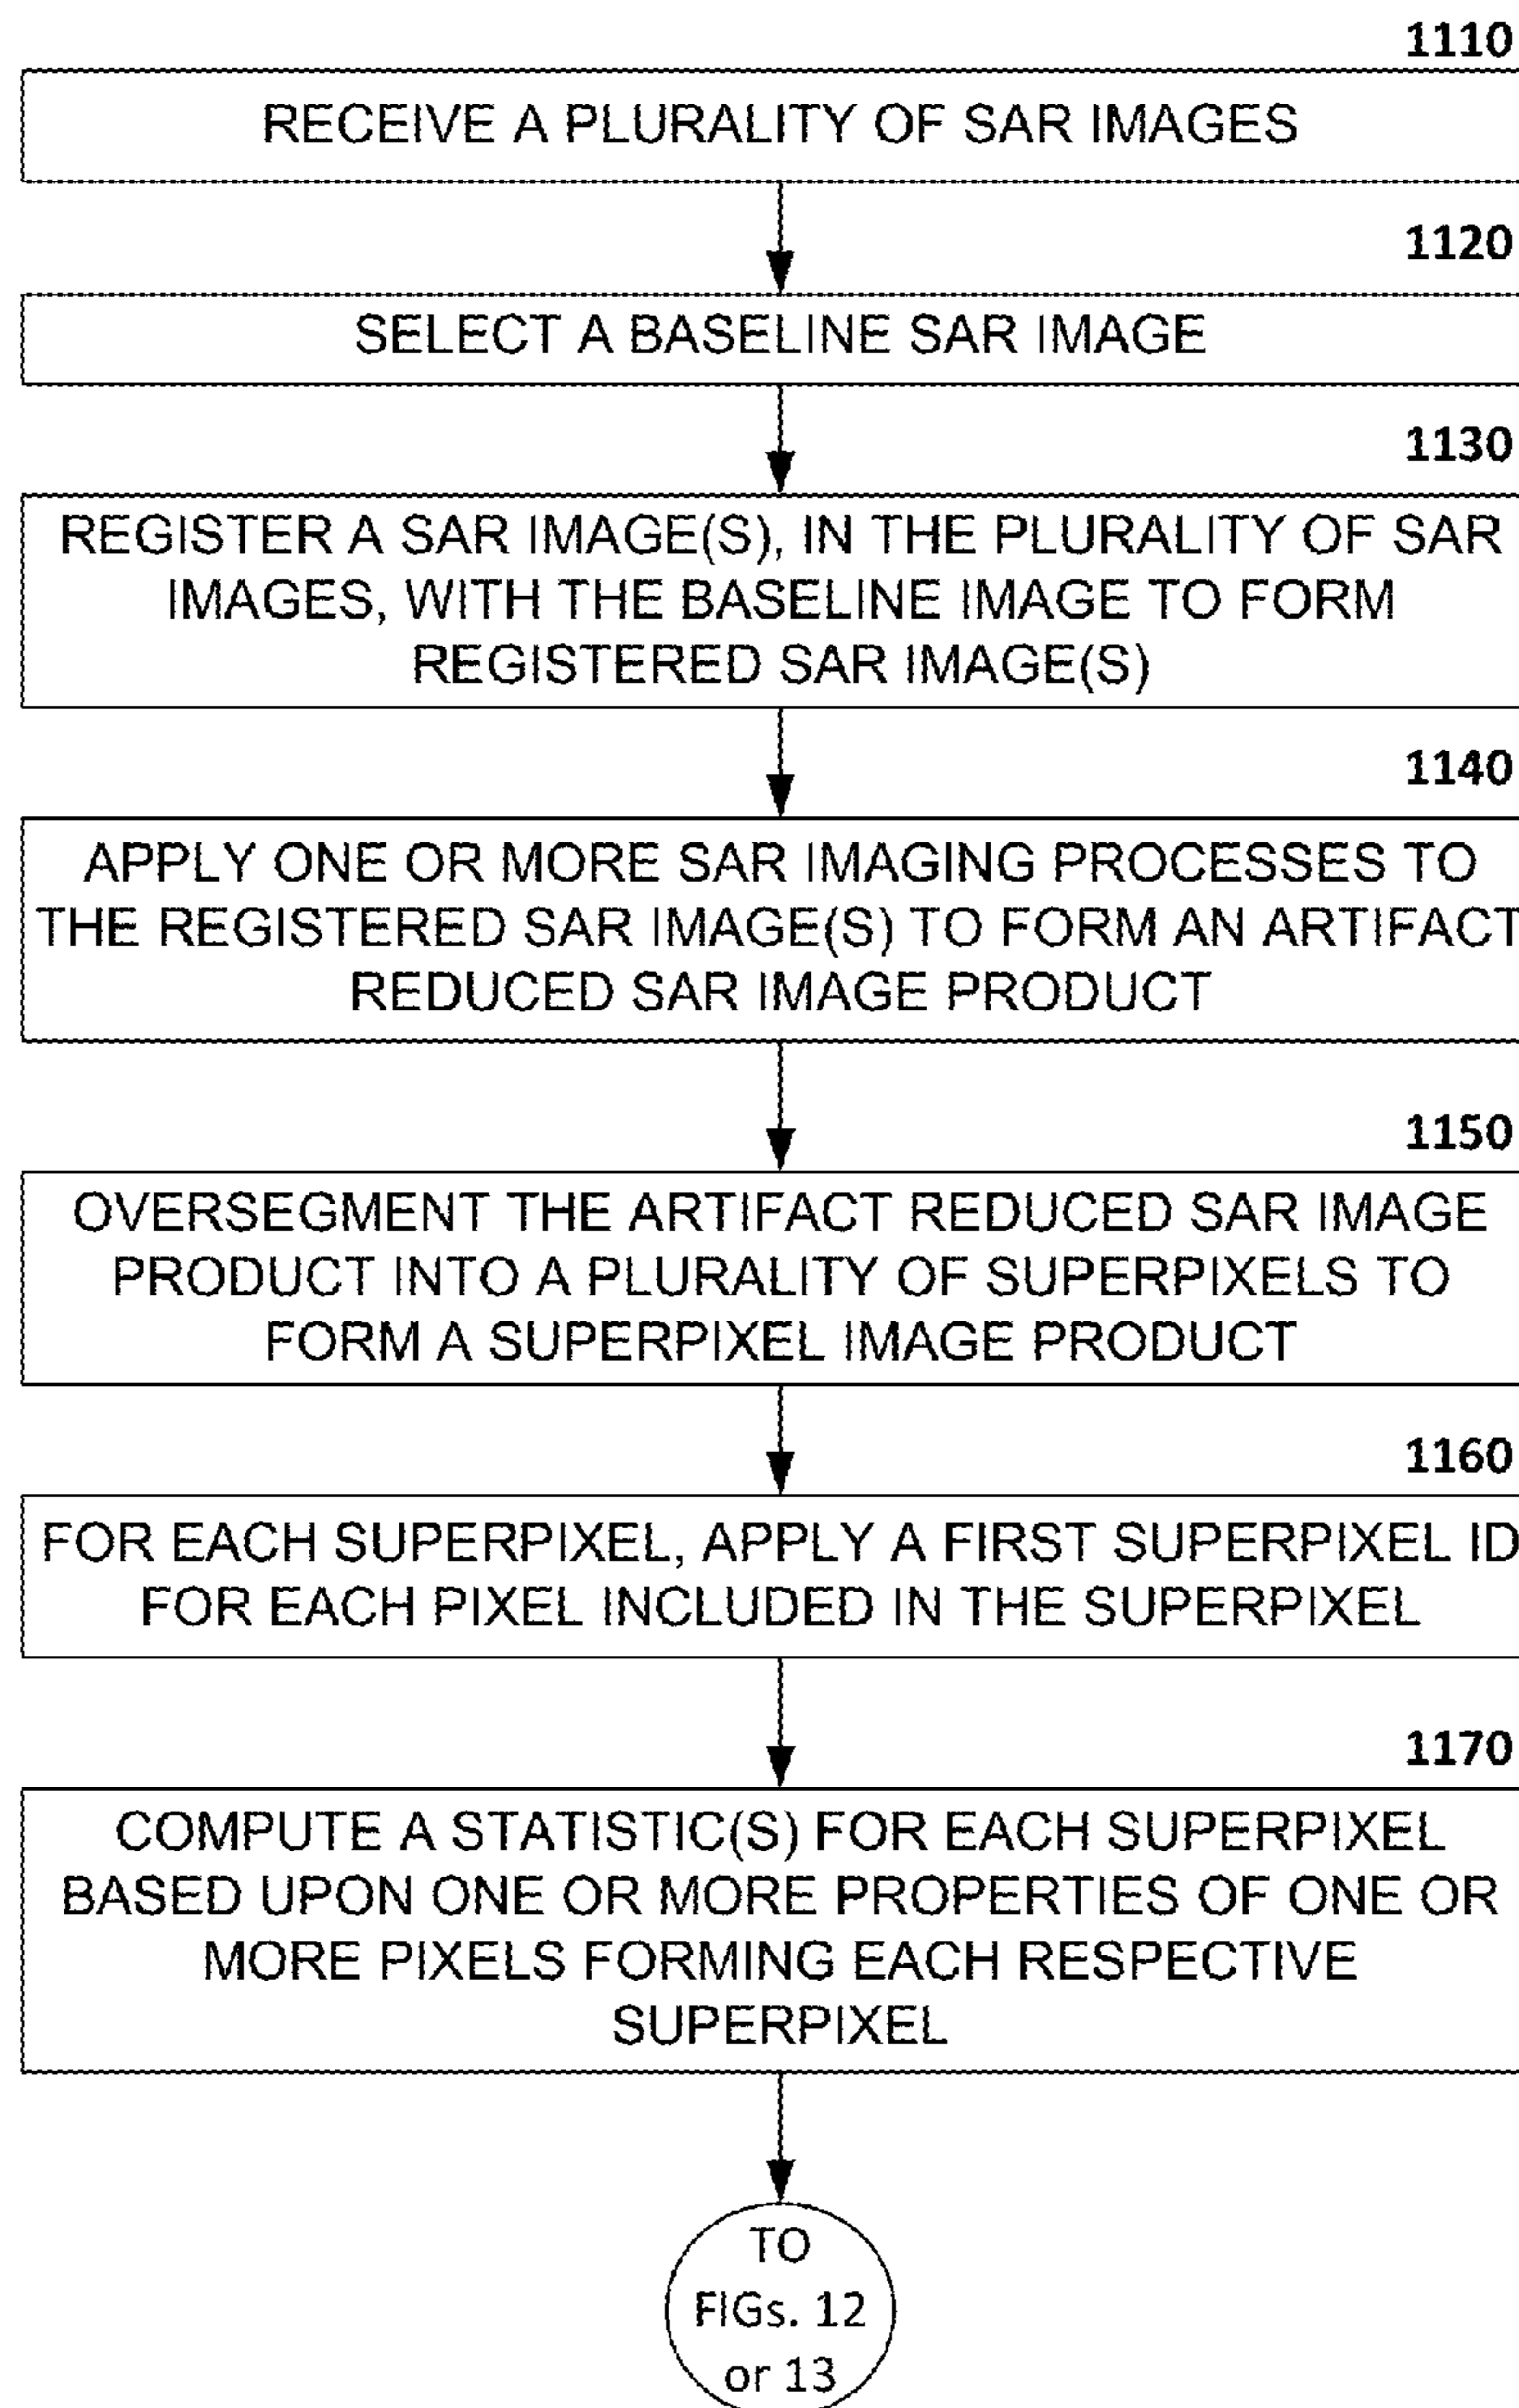 1110
RECEIVE A PLURALITY OF SAR IMAGES
1120
SELECT A BASELINE SAR IMAGE
1130
REGISTER A SAR IMAGE(S), IN THE PLURALITY OF SAR
IMAGES, WITH THE BASELINE IMAGE TO FORM
REGISTERED SAR IMAGE(S)
1140
APPLY ONE OR MORE SAR IMAGING PROCESSES TO
THE REGISTERED SAR IMAGE(S) TO FORM AN ARTIFACT
REDUCED SAR IMAGE PRODUCT
1150
OVERSEGMENT THE ARTIFACT REDUCED SAR IMAGE
PRODUCT INTO A PLURALITY OF SUPERPIXELS TO
FORM A SUPERPIXEL IMAGE PRODUCT
1160
FOR EACH SUPERPIXEL, APPLY A FIRST SUPERPIXEL ID
FOR EACH PIXEL INCLUDED IN THE SUPERPIXEL
1170
COMPUTE A STATISTIC(S) FOR EACH SUPERPIXEL
BASED UPON ONE OR MORE PROPERTIES OF ONE OR
MORE PIXELS FORMING EACH RESPECTIVE
SUPERPIXEL
TO
FIGs. 12
or 13